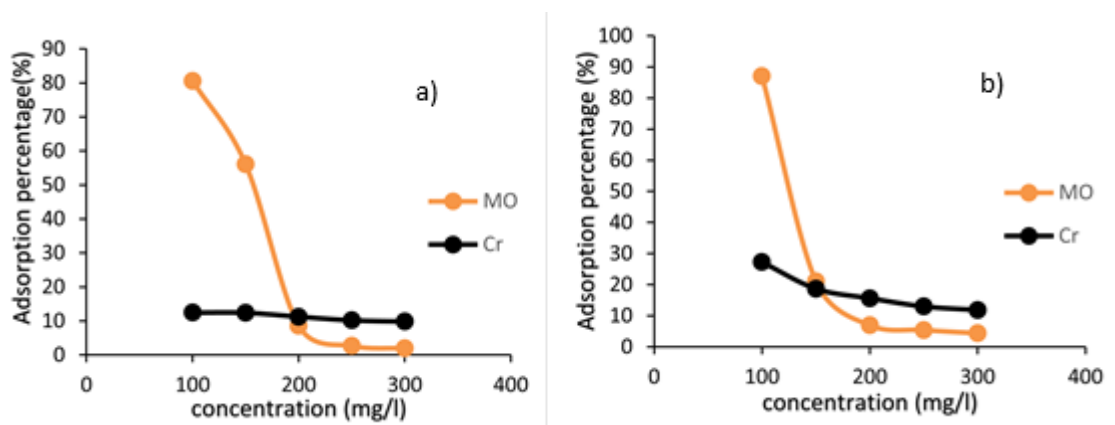 a)
Adsorption percentage(%)
90
80
70
60
50
40
30
20
10
0
0 100 200 300 400
concentration (mg/l)
MO
Cr
b)
Adsorption percentage (%)
100
90
80
70
60
50
40
30
20
10
0
0 100 200 300 400
concentration (mg/l)
MO
Cr